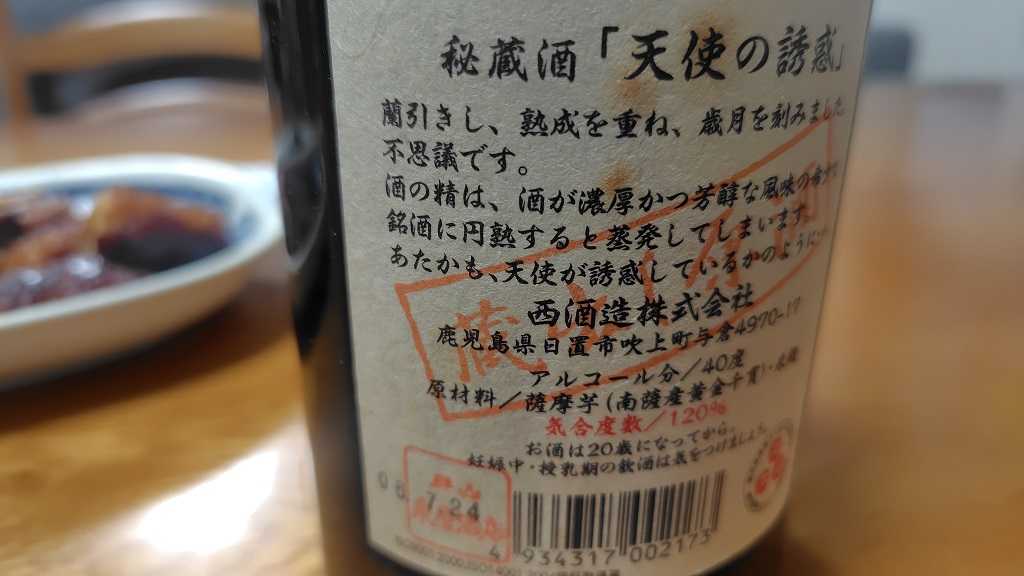 秘蔵酒「天使の誘惑」
蘭引きし、熟成を重ね、歳月を刻みました
不思議です。
酒の精は、酒が濃厚かつ芳醇な風味の
銘酒に円熟すると蒸発してしまいます。
あたかも、天使が誘惑しているかのように
西酒造株式会社
鹿児島県日置市吹上町与倉4970-17
アルコール分/40度
原材料/薩摩芋(南薩産黄金千貫)・米麹
気合度数/120%
お酒は20歳になってから。
妊娠中・授乳期の飲酒は気をつけましょう。
06.7.24
4 934317 002173